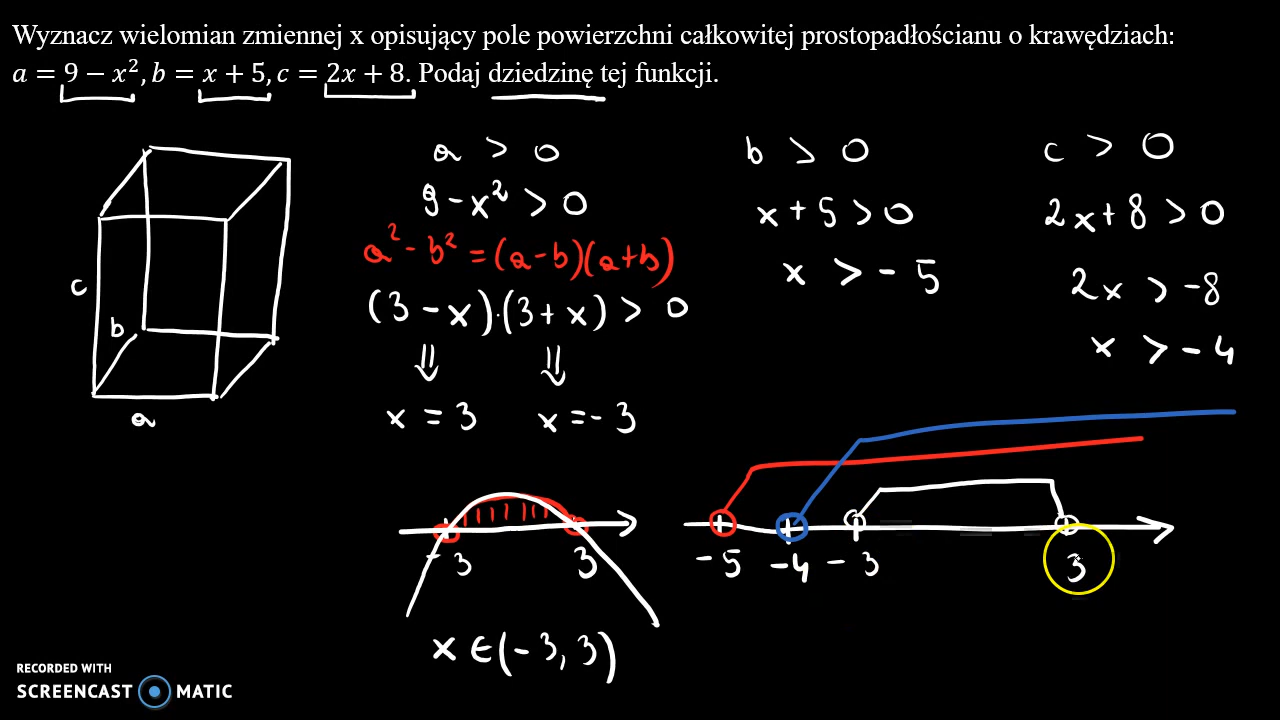 Wyznacz wielomian zmiennej x opisujący pole powierzchni całkowitej prostopadłościanu o krawędziach:
a = 9 − x², b = x + 5, c = 2x + 8. Podaj dziedzinę tej funkcji.
a > 0
9 - x² > 0
a² - b² = (a-b)(a+b)
(3 - x)·(3 + x) > 0
⇓ ⇓
x = 3 x = -3
b > 0
x + 5 > 0
x > -5
c > 0
2x + 8 > 0
2x > -8
x > -4
c
b
a
-3 3
x ∈ (-3, 3)
-5 -4 -3 3
RECORDED WITH
SCREENCAST MATIC